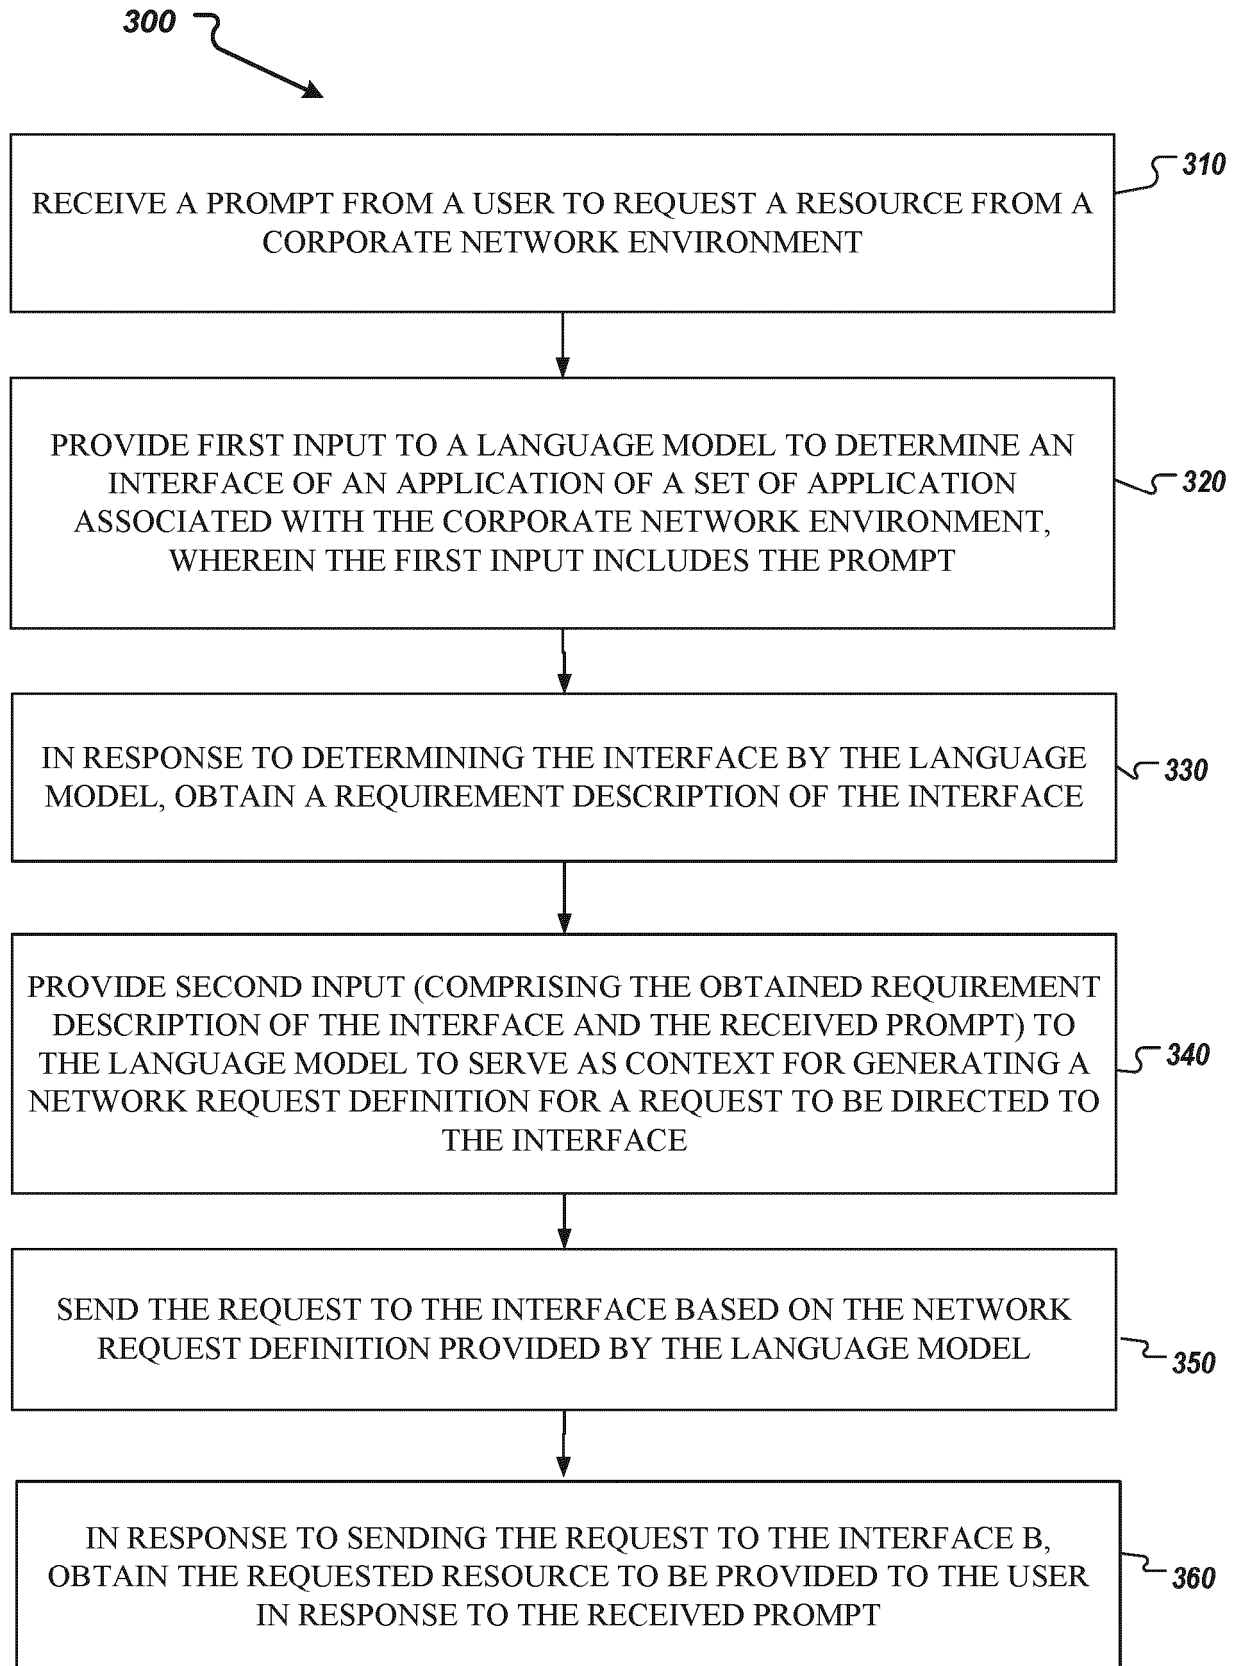 300
RECEIVE A PROMPT FROM A USER TO REQUEST A RESOURCE FROM A
CORPORATE NETWORK ENVIRONMENT
310
PROVIDE FIRST INPUT TO A LANGUAGE MODEL TO DETERMINE AN
INTERFACE OF AN APPLICATION OF A SET OF APPLICATION
ASSOCIATED WITH THE CORPORATE NETWORK ENVIRONMENT,
WHEREIN THE FIRST INPUT INCLUDES THE PROMPT
320
IN RESPONSE TO DETERMINING THE INTERFACE BY THE LANGUAGE
MODEL, OBTAIN A REQUIREMENT DESCRIPTION OF THE INTERFACE
330
PROVIDE SECOND INPUT (COMPRISING THE OBTAINED REQUIREMENT
DESCRIPTION OF THE INTERFACE AND THE RECEIVED PROMPT) TO
THE LANGUAGE MODEL TO SERVE AS CONTEXT FOR GENERATING A
NETWORK REQUEST DEFINITION FOR A REQUEST TO BE DIRECTED TO
THE INTERFACE
340
SEND THE REQUEST TO THE INTERFACE BASED ON THE NETWORK
REQUEST DEFINITION PROVIDED BY THE LANGUAGE MODEL.
350
IN RESPONSE TO SENDING THE REQUEST TO THE INTERFACE B,
OBTAIN THE REQUESTED RESOURCE TO BE PROVIDED TO THE USER
IN RESPONSE TO THE RECEIVED PROMPT
360